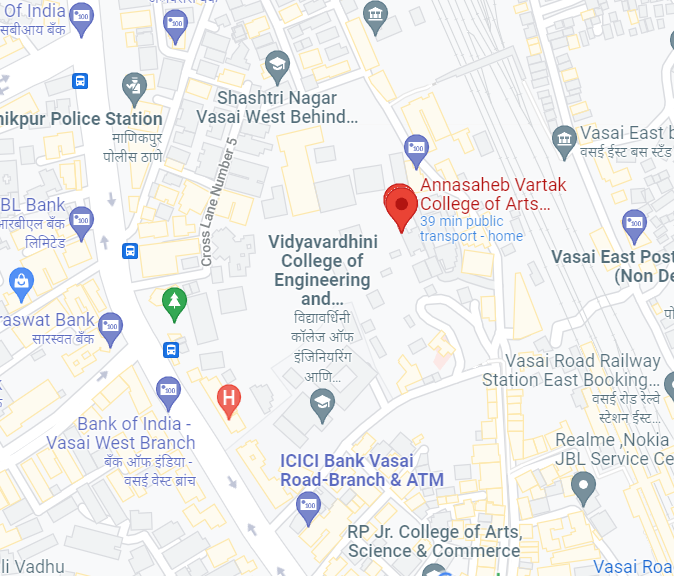 Of India
सबीआय बँक
Shashtri Nagar
Vasai West Behind...
ikpur Police Station
माणिकपुर
पोलीस ठाणे
Vasai East b
वसई ईस्ट बस स्टँड
Cross Lane Number 5
Annasaheb Vartak
College of Arts...
39 min public
transport - home
BL Bank
आरबीएल बँक
लिमिटेड
Vidyavardhini
College of
Engineering
and...
विद्यावर्धिनी
कॉलेज ऑफ
इंजिनियरिंग
आणि...
Vasai East Post
(Non De
raswat Bank
सारस्वत बँक
Vasai Road Railway
Station East Booking...
वसई रोड रेल्वे
स्टेशन ईस्ट...
H
Bank of India -
Vasai West Branch
बँक ऑफ इंडिया -
वसई वेस्ट ब्रांच
Realme ,Nokia
JBL Service Ce
ICICI Bank Vasai
Road-Branch & ATM
RP Jr. College of Arts,
Science & Commerce
li Vadhu
Vasai Roa